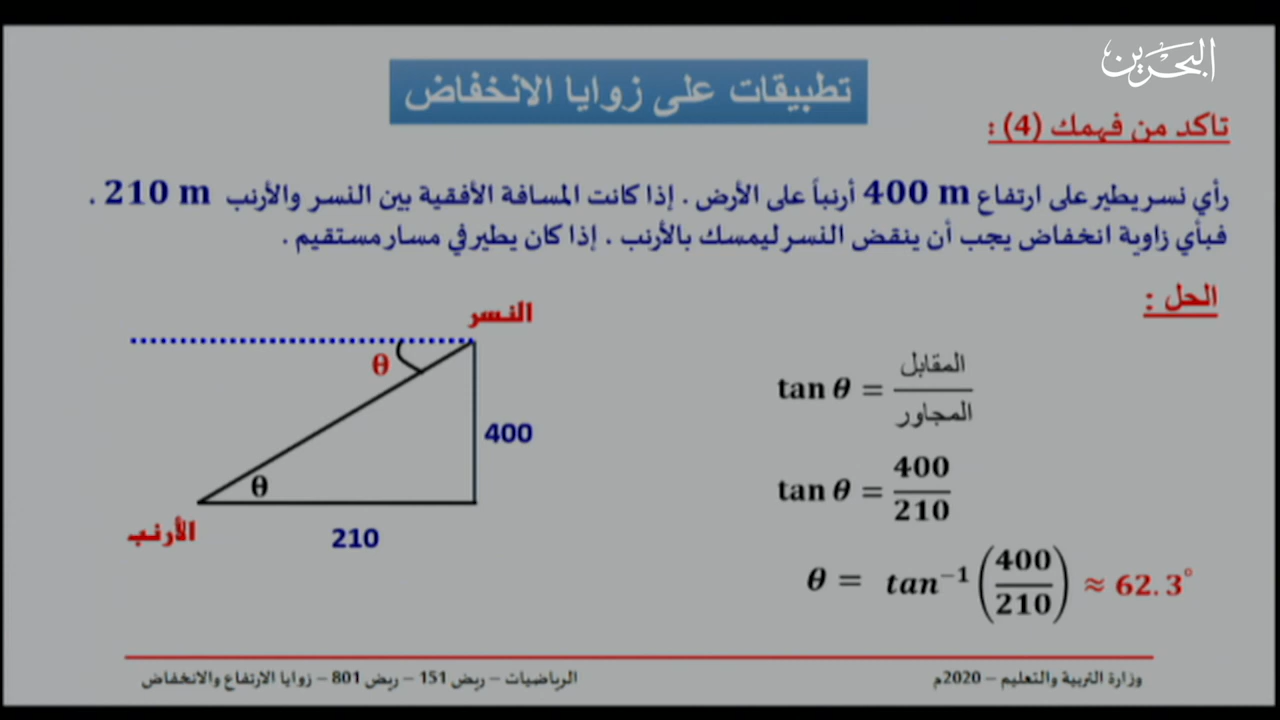 البحرين
تطبيقات على زوايا الانخفاض
تاكد من فهمك (4) :
رأي نسر يطير على ارتفاع 400 m أرنباً على الأرض . إذا كانت المسافة الأفقية بين النسر والأرنب 210 m .
فبأي زاوية انخفاض يجب أن ينقض النسر ليمسك بالأرنب . إذا كان يطير في مسار مستقيم .
الحل :
النسر
θ
400
θ
الأرنب
210
tan θ = المقابل / المجاور
tan θ = 400 / 210
θ = tan⁻¹ (400 / 210) ≈ 62.3°
وزارة التربية والتعليم – 2020م
الرياضيات – ريض 151 – ريض 801 – زوايا الارتفاع والانخفاض